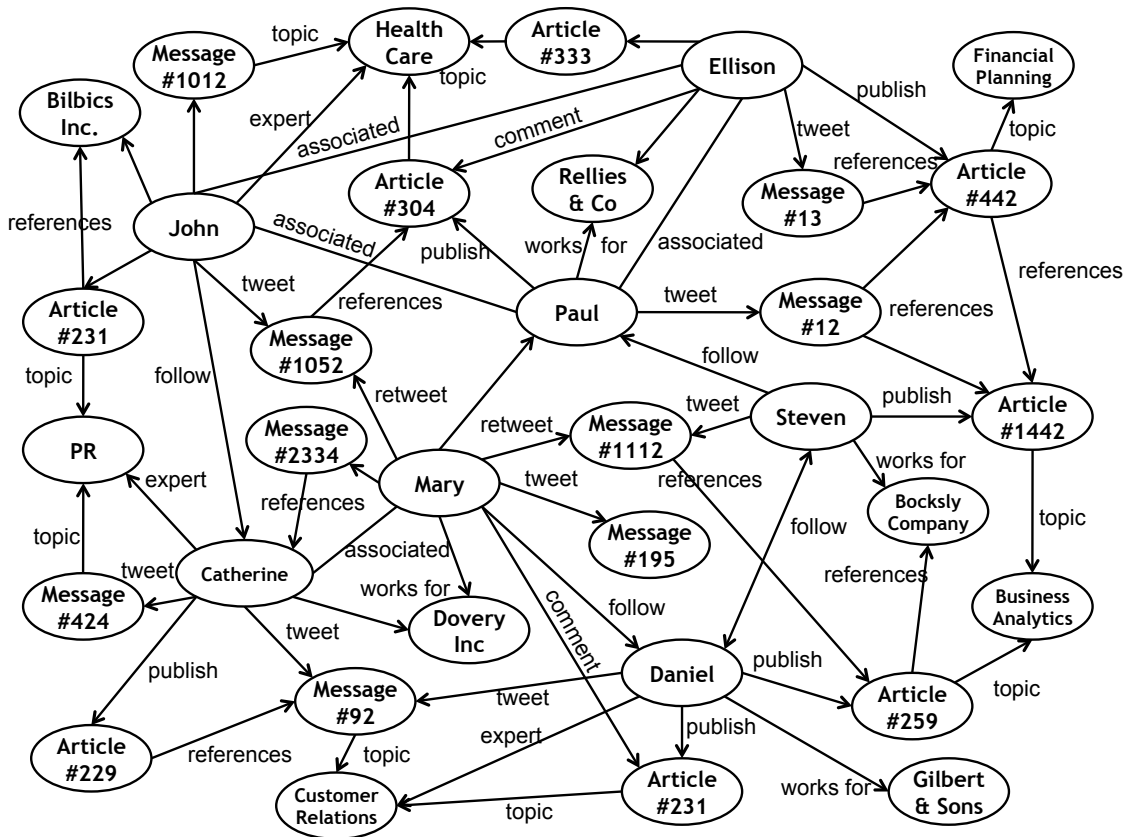 Health
Care
Article
#333
topic
Message
#1012
topic
Ellison
Financial
Planning
Bilbics
Inc.
publish
expert
associated
comment
tweet
topic
references
Article
#304
Rellies
& Co
Message
#13
Article
#442
references
John
associated
publish
works for
associated
references
tweet
references
Paul
tweet
Message
#12
references
Article
#231
Message
#1052
follow
topic
follow
retweet
tweet
Steven
publish
Article
#1442
PR
Message
#2334
retweet
Message
#1112
references
works for
expert
references
Mary
tweet
Bocksly
Company
topic
associated
Message
#195
follow
topic
tweet
Catherine
works for
references
Message
#424
Dovery
Inc
comment
follow
Business
Analytics
tweet
publish
Daniel
publish
topic
Message
#92
tweet
Article
#259
Article
#229
references
topic
expert
publish
Customer
Relations
topic
Article
#231
works for
Gilbert
& Sons